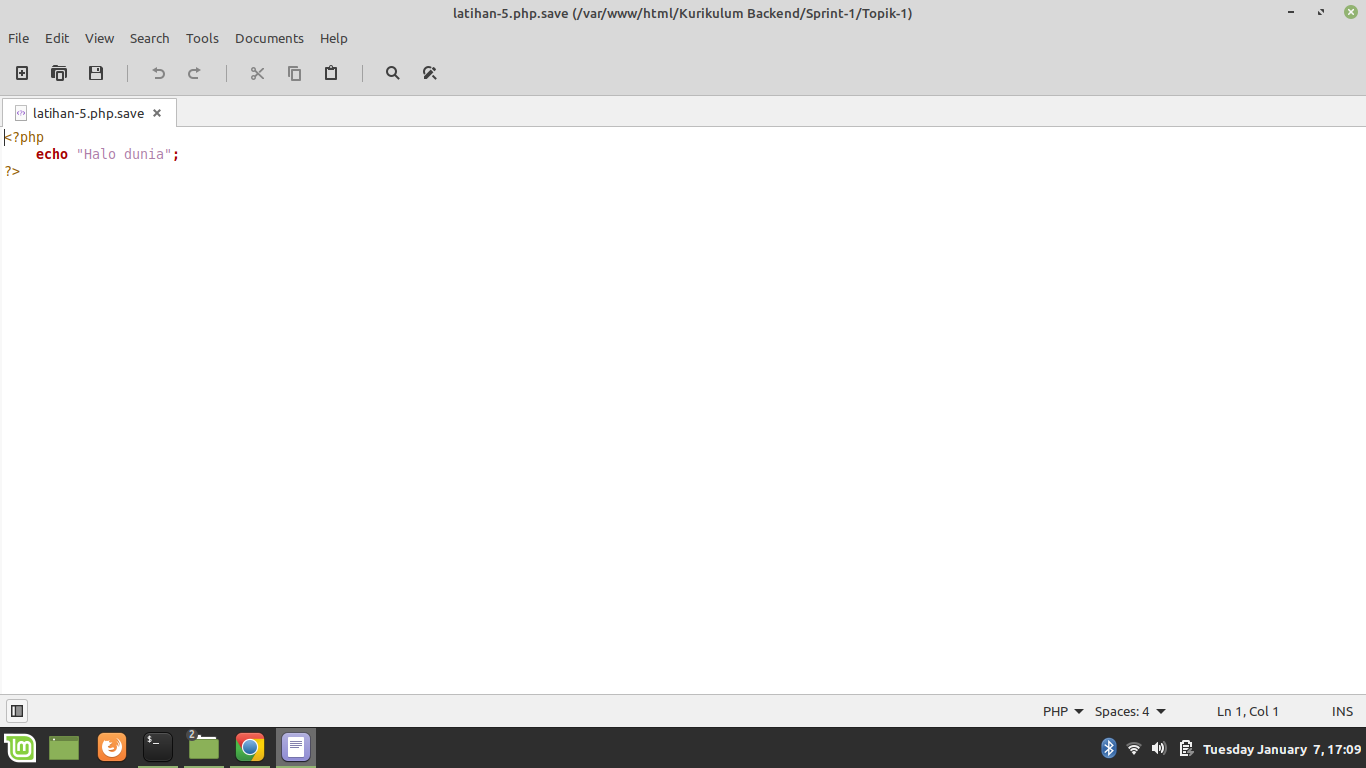 latihan-5.php.save (/var/www/html/Kurikulum Backend/Sprint-1/Topik-1)
File Edit View Search Tools Documents Help
latihan-5.php.save
<?php
    echo "Halo dunia";
?>
PHP Spaces: 4 Ln 1, Col 1 INS
2
$_
Tuesday January 7, 17:09